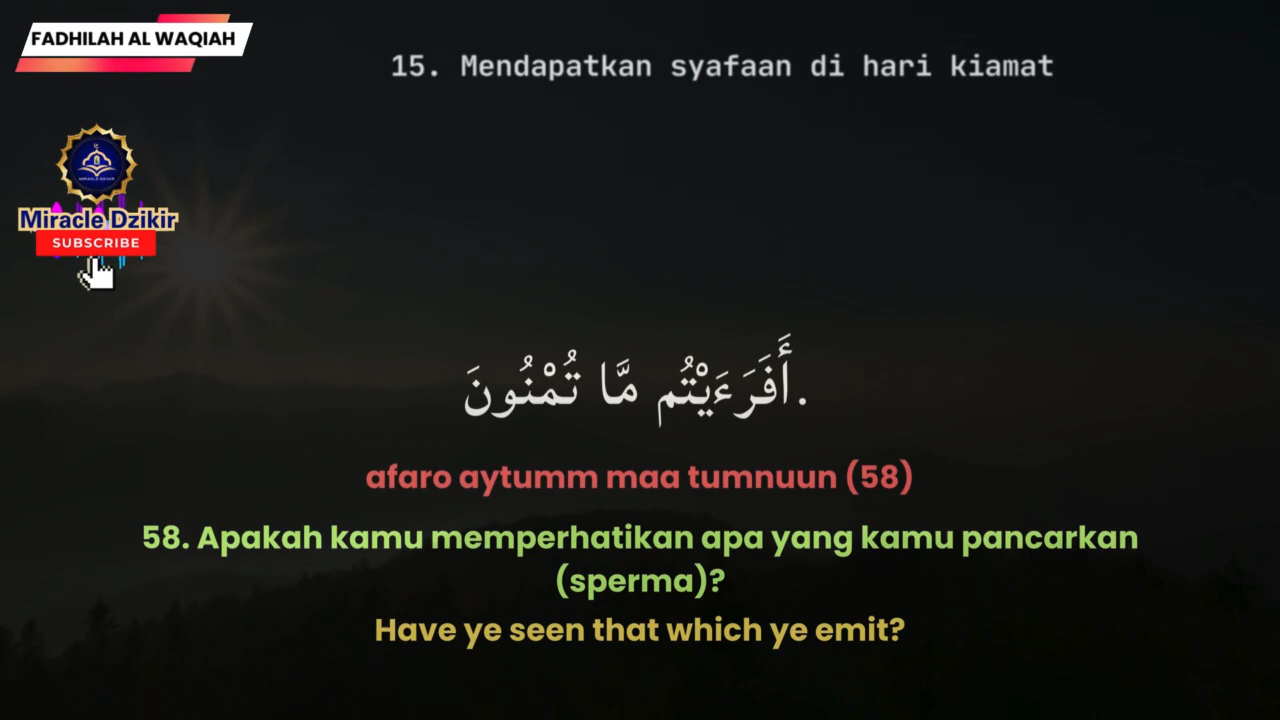 FADHILAH AL WAQIAH
15. Mendapatkan syafaan di hari kiamat
Miracle Dzikir
SUBSCRIBE
أَفَرَءَيْتُم مَّا تُمْنُونَ.
afaro aytumm maa tumnuun (58)
58. Apakah kamu memperhatikan apa yang kamu pancarkan
(sperma)?
Have ye seen that which ye emit?